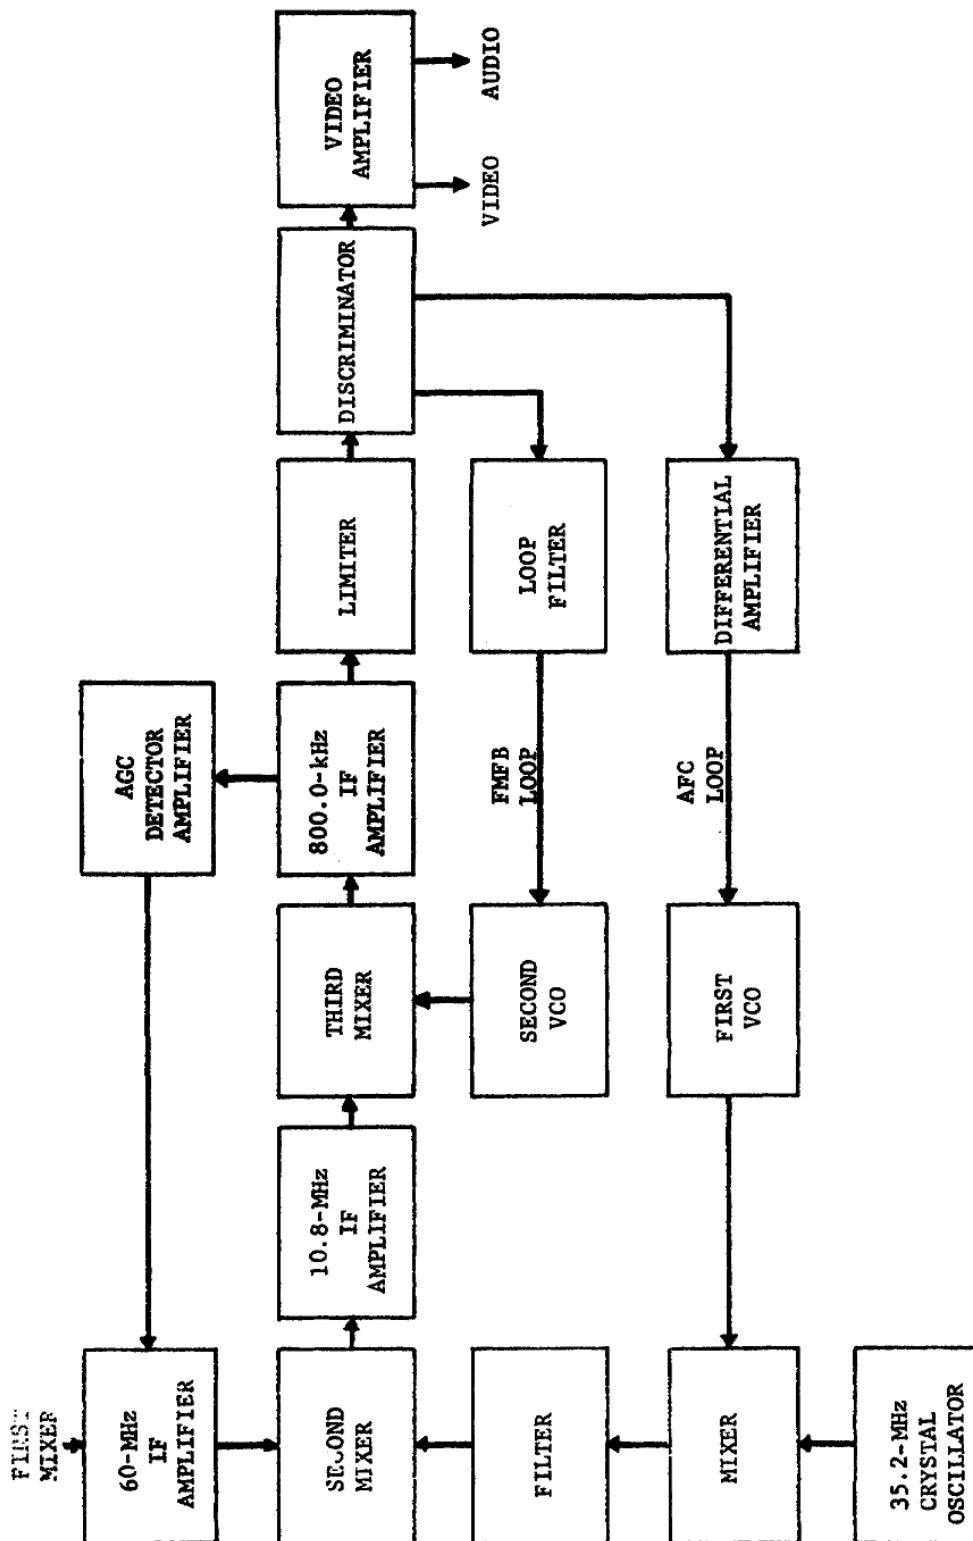 FIRST
MIXER
60-MHz
IF
AMPLIFIER
SECOND
MIXER
FILTER
MIXER
35.2-MHz
CRYSTAL
OSCILLATOR
10.8-MHz
IF
AMPLIFIER
THIRD
MIXER
SECOND
VCO
FIRST
VCO
AGC
DETECTOR
AMPLIFIER
800.0-kHz
IF
AMPLIFIER
FMFB
LOOP
AFC
LOOP
LIMITER
LOOP
FILTER
DIFFERENTIAL
AMPLIFIER
DISCRIMINATOR
VIDEO
AMPLIFIER
VIDEO
AUDIO